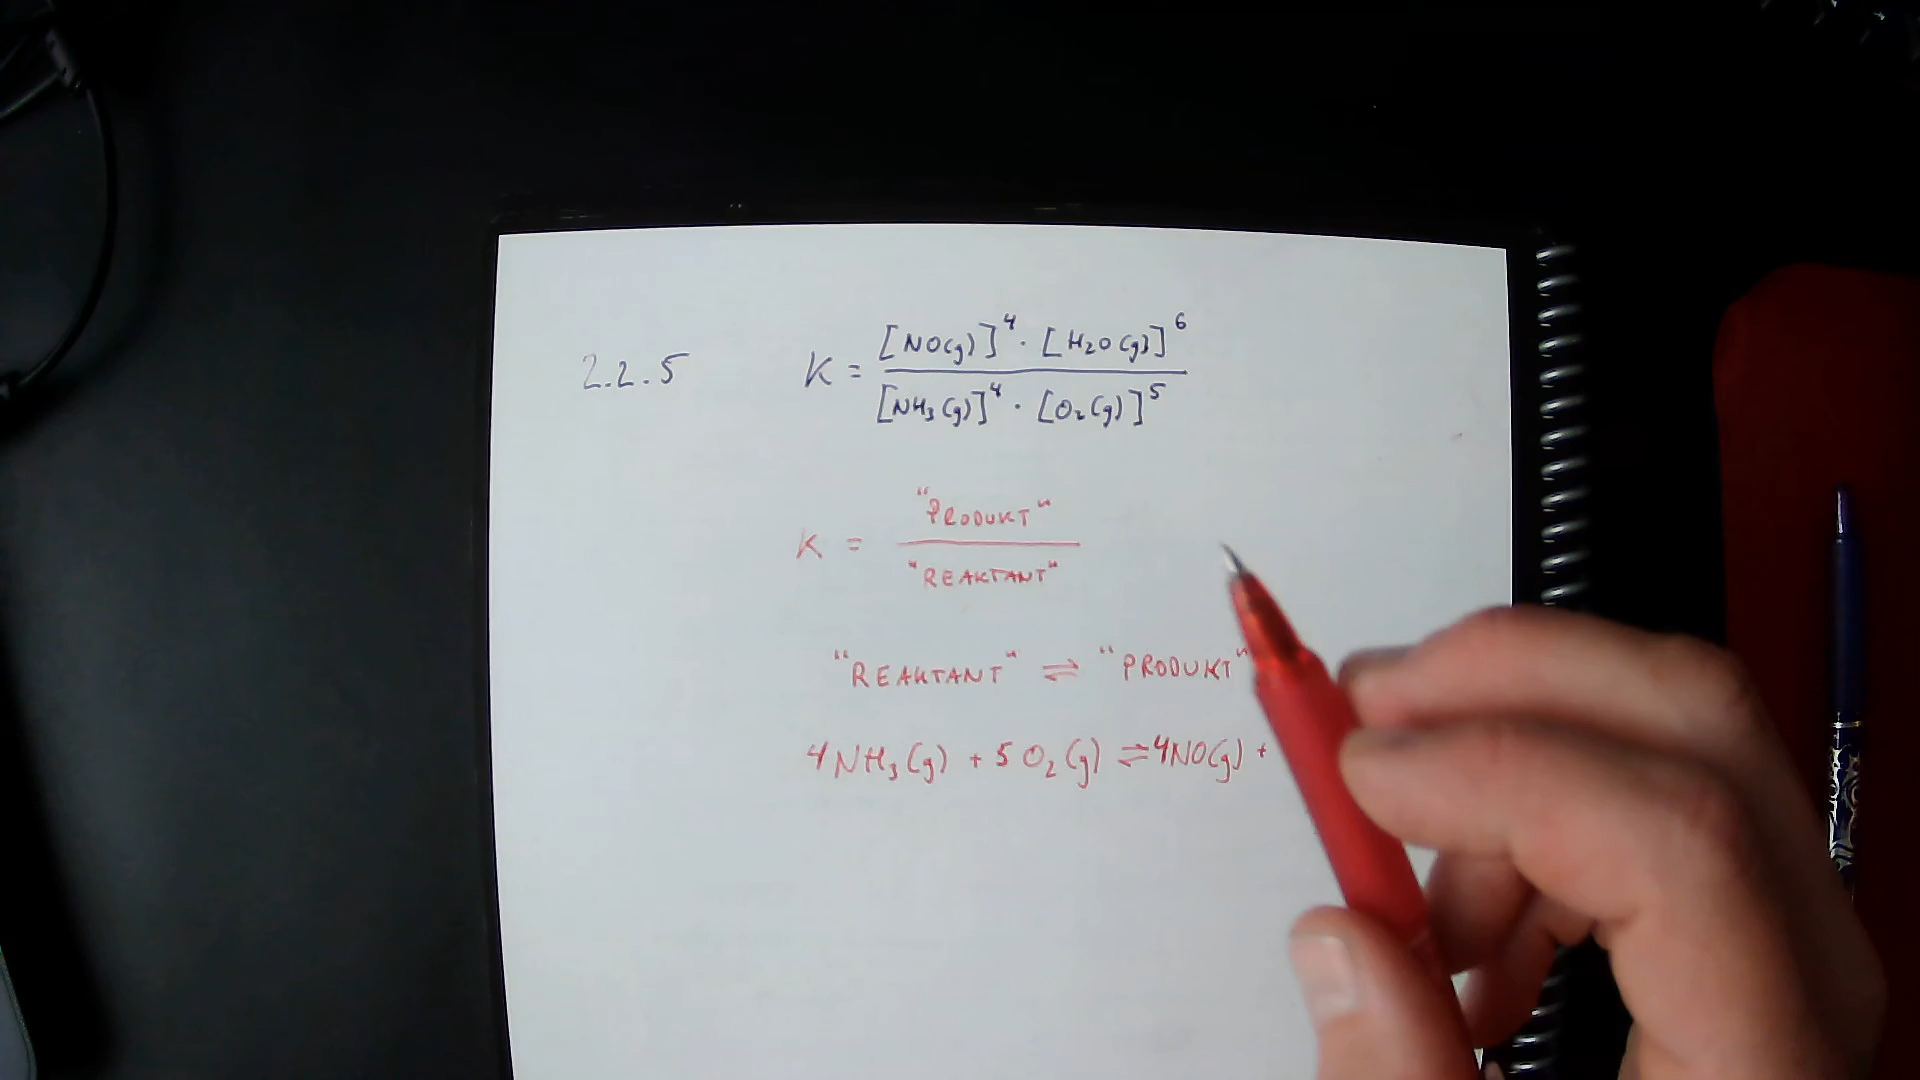 2.2.5 K = [NO(g)]⁴ · [H₂O(g)]⁶ / [NH₃(g)]⁴ · [O₂(g)]⁵
K = "PRODUKT" / "REAKTANT"
"REAKTANT" ⇌ "PRODUKT"
4NH₃(g) + 5O₂(g) ⇌ 4NO(g) +